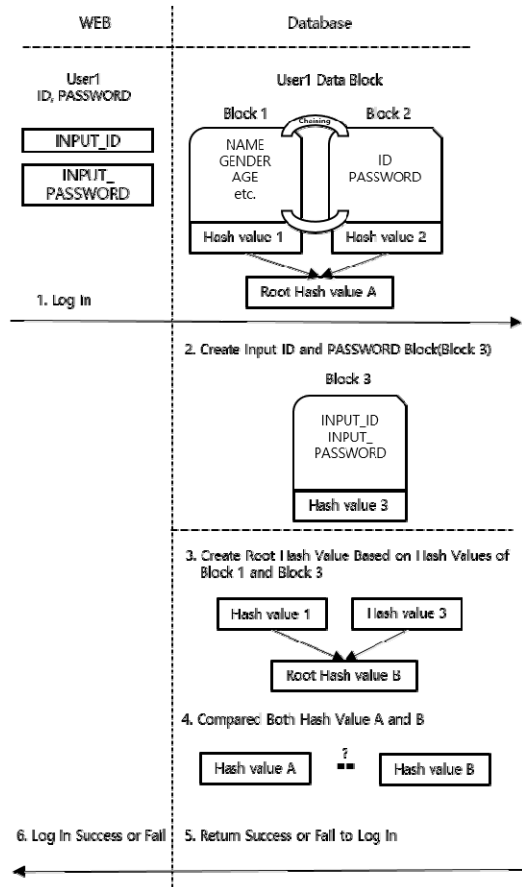 WEB
Database
User1
ID, PASSWORD
INPUT_ID
INPUT_
PASSWORD
User1 Data Block
Block 1
Chaining
Block 2
NAME
GENDER
AGE
etc.
ID
PASSWORD
Hash value 1
Hash value 2
Root Hash value A
1. Log In
2. Create Input ID and PASSWORD Block(Block 3)
Block 3
INPUT_ID
INPUT_
PASSWORD
Hash value 3
3. Create Root Hash Value Based on Hash Values of
Block 1 and Block 3
Hash value 1
Hash value 3
Root Hash value B
4. Compared Both Hash Value A and B
Hash value A
?
==
Hash value B
6. Log In Success or Fail
5. Return Success or Fail to Log In